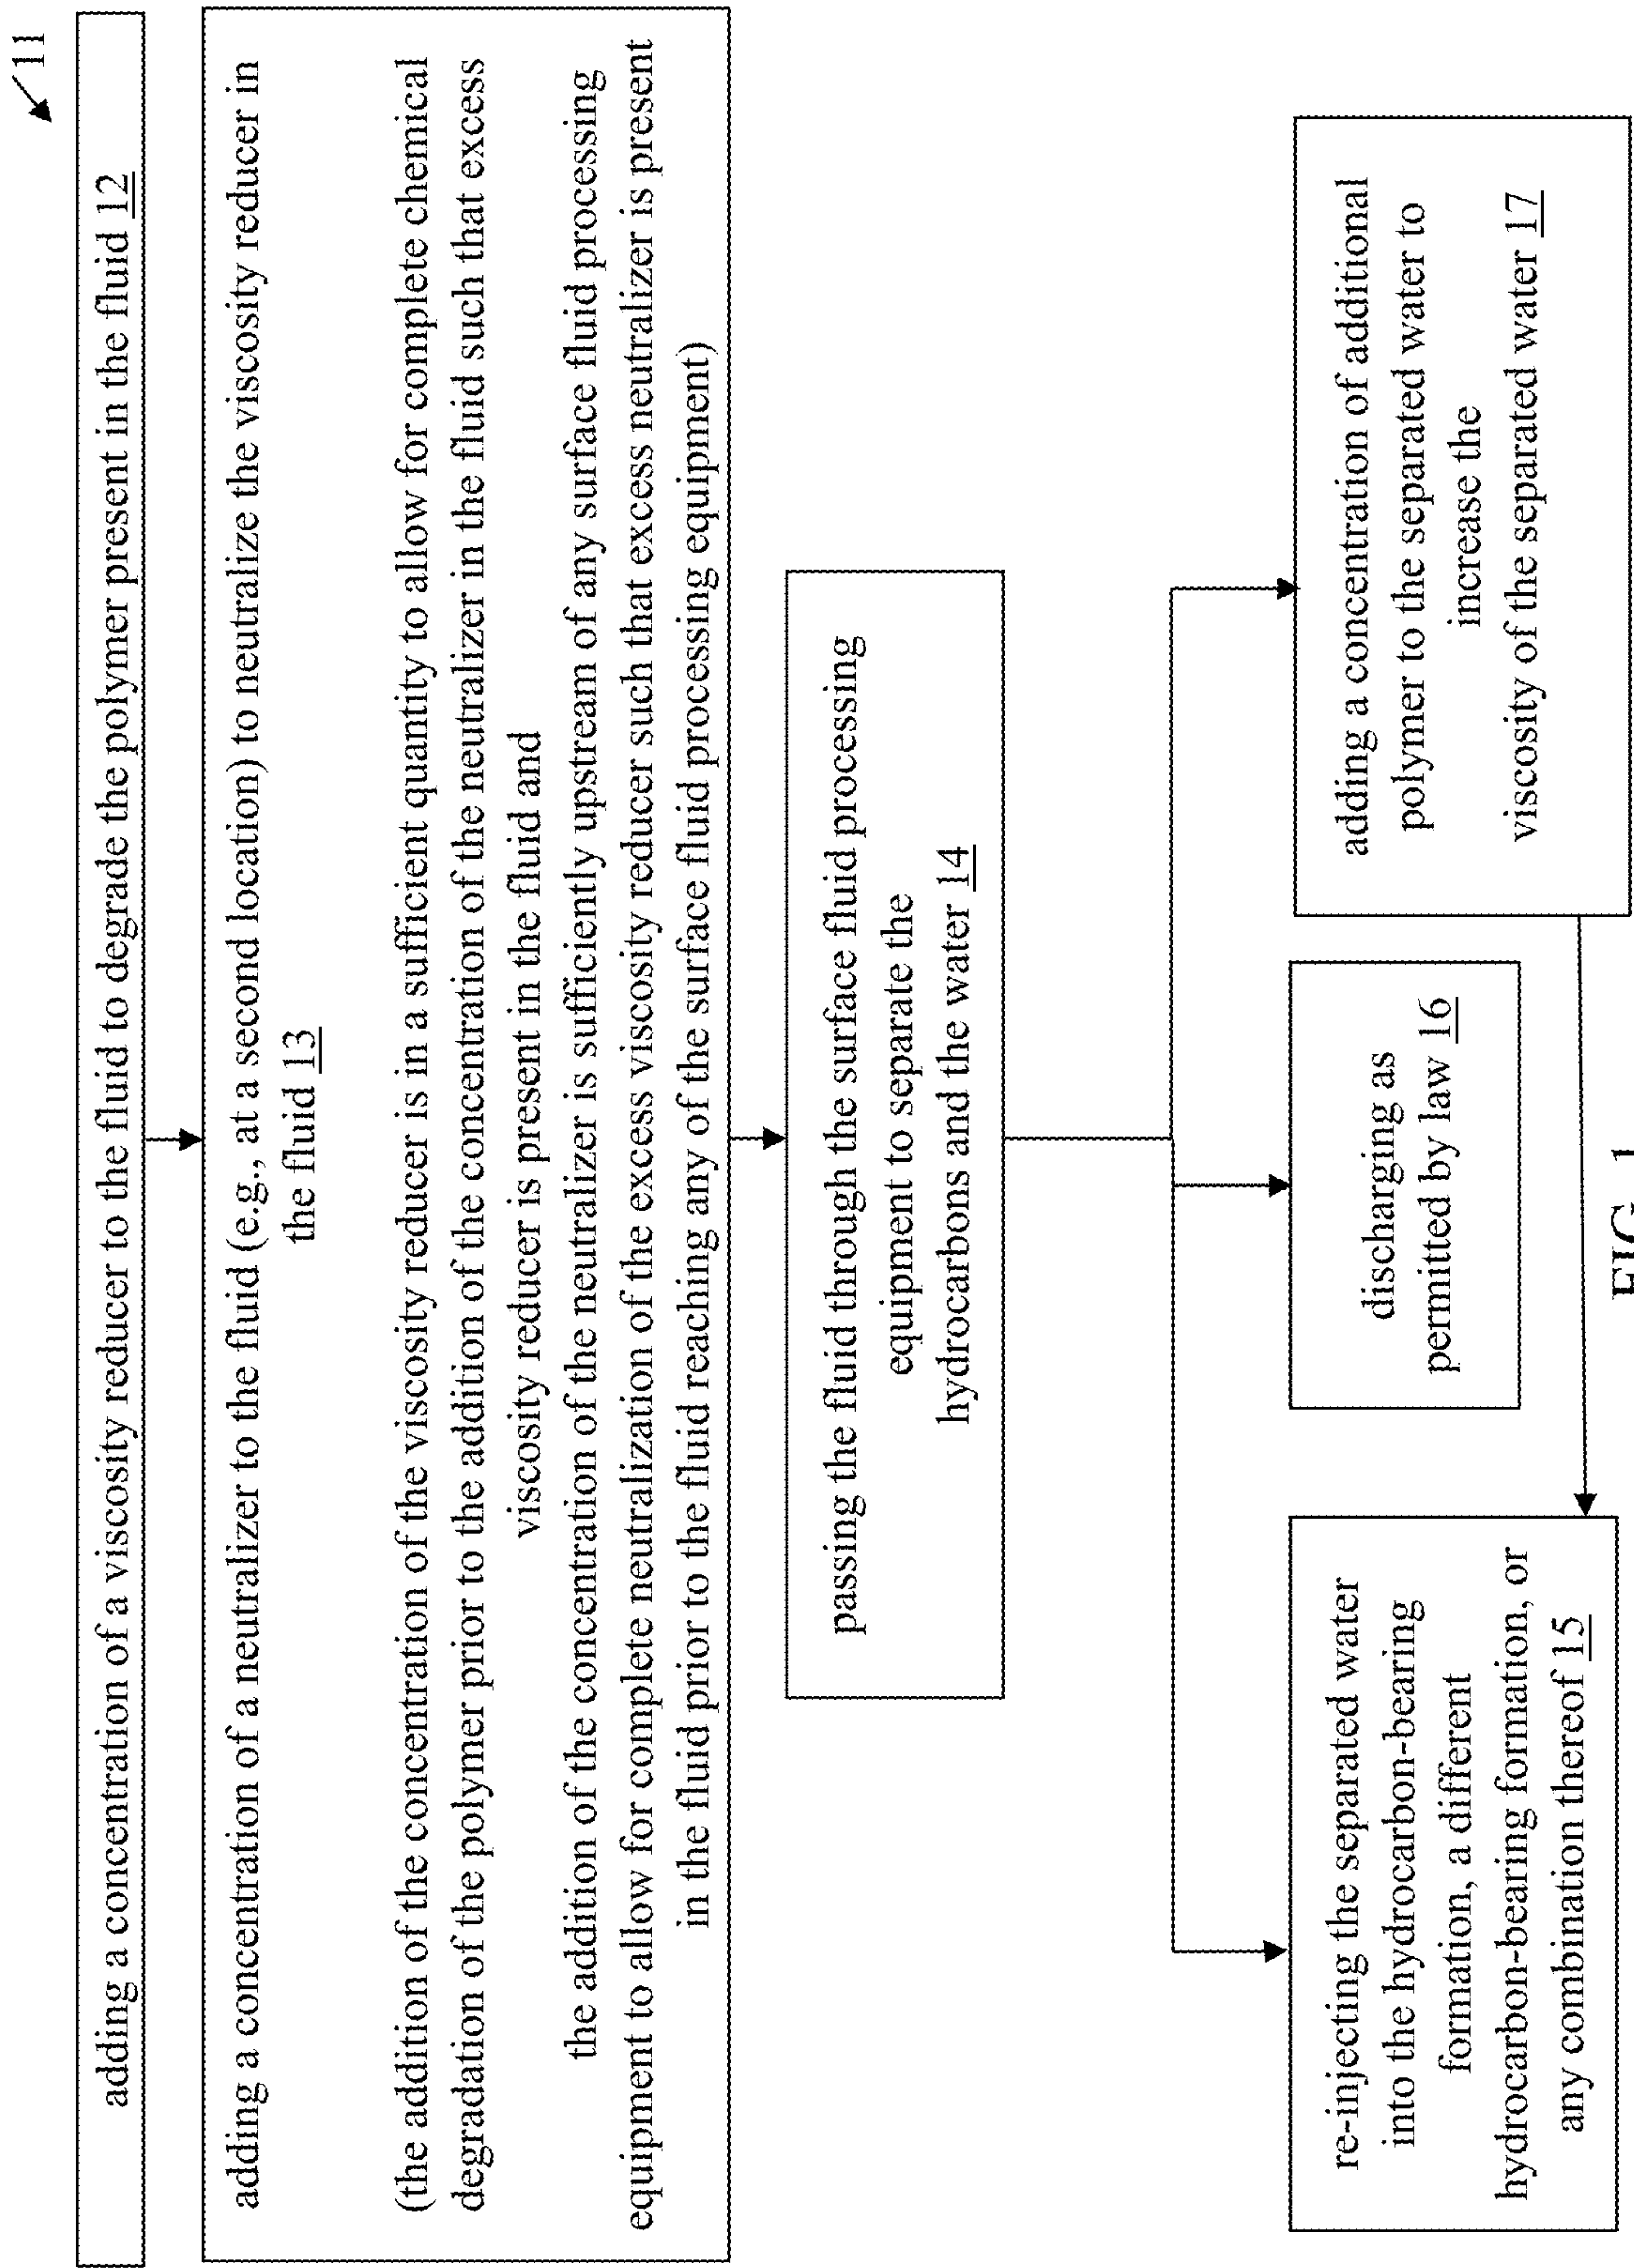 11
adding a concentration of a viscosity reducer to the fluid to degrade the polymer present in the fluid 12
adding a concentration of a neutralizer to the fluid (e.g., at a second location) to neutralize the viscosity reducer in
the fluid 13
(the addition of the concentration of the viscosity reducer is in a sufficient quantity to allow for complete chemical
degradation of the polymer prior to the addition of the concentration of the neutralizer in the fluid such that excess
viscosity reducer is present in the fluid and
the addition of the concentration of the neutralizer is sufficiently upstream of any surface fluid processing
equipment to allow for complete neutralization of the excess viscosity reducer such that excess neutralizer is present
in the fluid prior to the fluid reaching any of the surface fluid processing equipment)
passing the fluid through the surface fluid processing
equipment to separate the
hydrocarbons and the water 14
re-injecting the separated water
into the hydrocarbon-bearing
formation, a different
hydrocarbon-bearing formation, or
any combination thereof 15
discharging as
permitted by law 16
adding a concentration of additional
polymer to the separated water to
increase the
viscosity of the separated water 17
FIG. 1